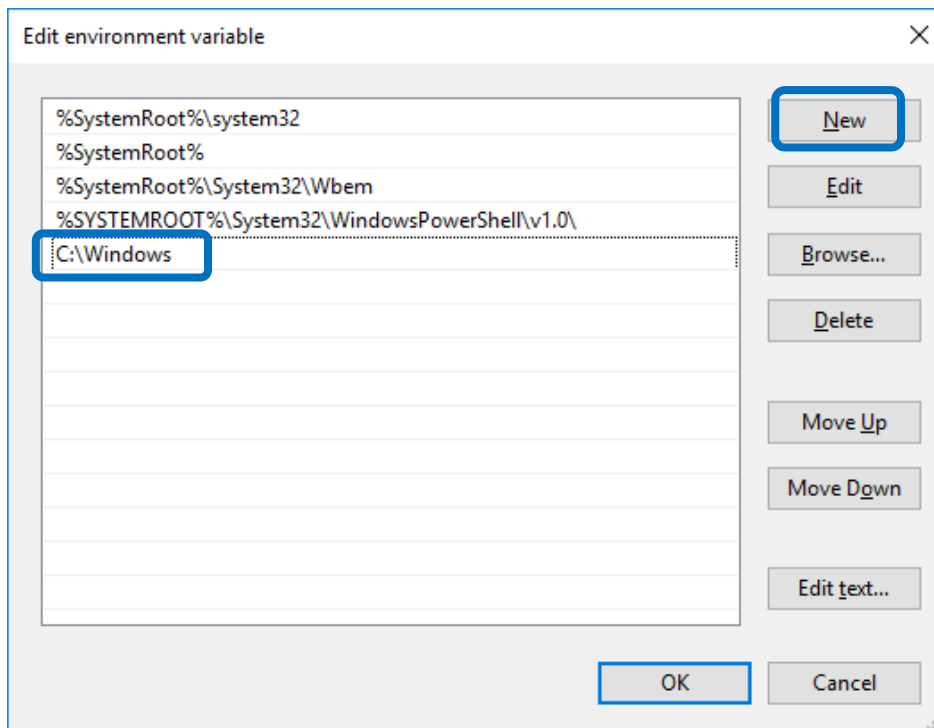 Edit environment variable
%SystemRoot%\system32
%SystemRoot%
%SystemRoot%\System32\Wbem
%SYSTEMROOT%\System32\WindowsPowerShell\v1.0\
C:\Windows
New
Edit
Browse...
Delete
Move Up
Move Down
Edit text...
OK
Cancel